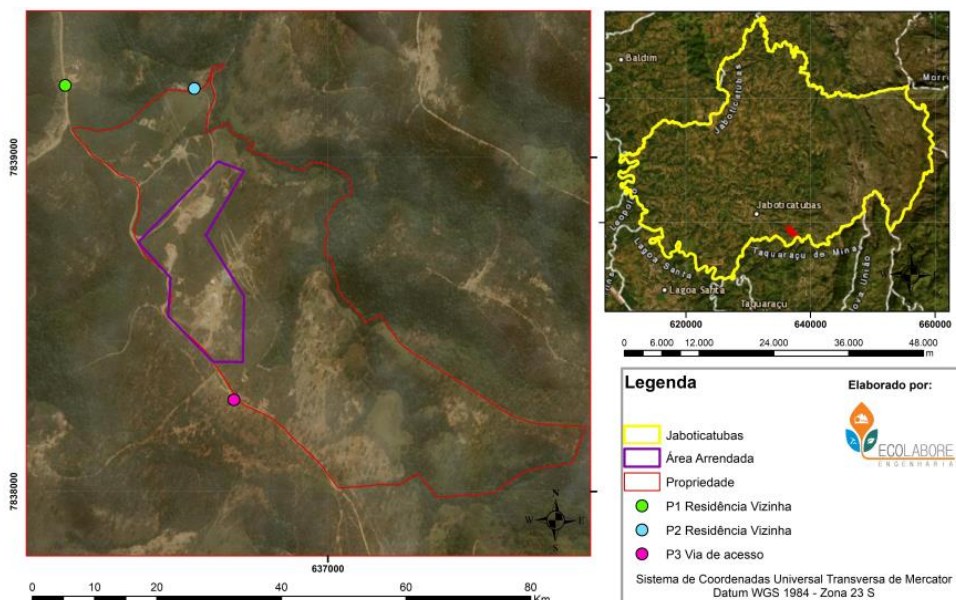 7839000
7838000
637000
0 10 20 40 60 80
Km
N
W E
S
Baldim
Jaboticatubas
Morr
Jaboticatubas
Lagoa Santa
Taquaraçu de Minas
Lagoa Santa
Taquaraçu
620000 640000 660000
0 6.000 12.000 24.000 36.000 48.000
m
Legenda
Elaborado por:
ECOLABORE
ENGENHARIA
Jaboticatubas
Área Arrendada
Propriedade
P1 Residência Vizinha
P2 Residência Vizinha
P3 Via de acesso
Sistema de Coordenadas Universal Transversa de Mercator
Datum WGS 1984 - Zona 23 S